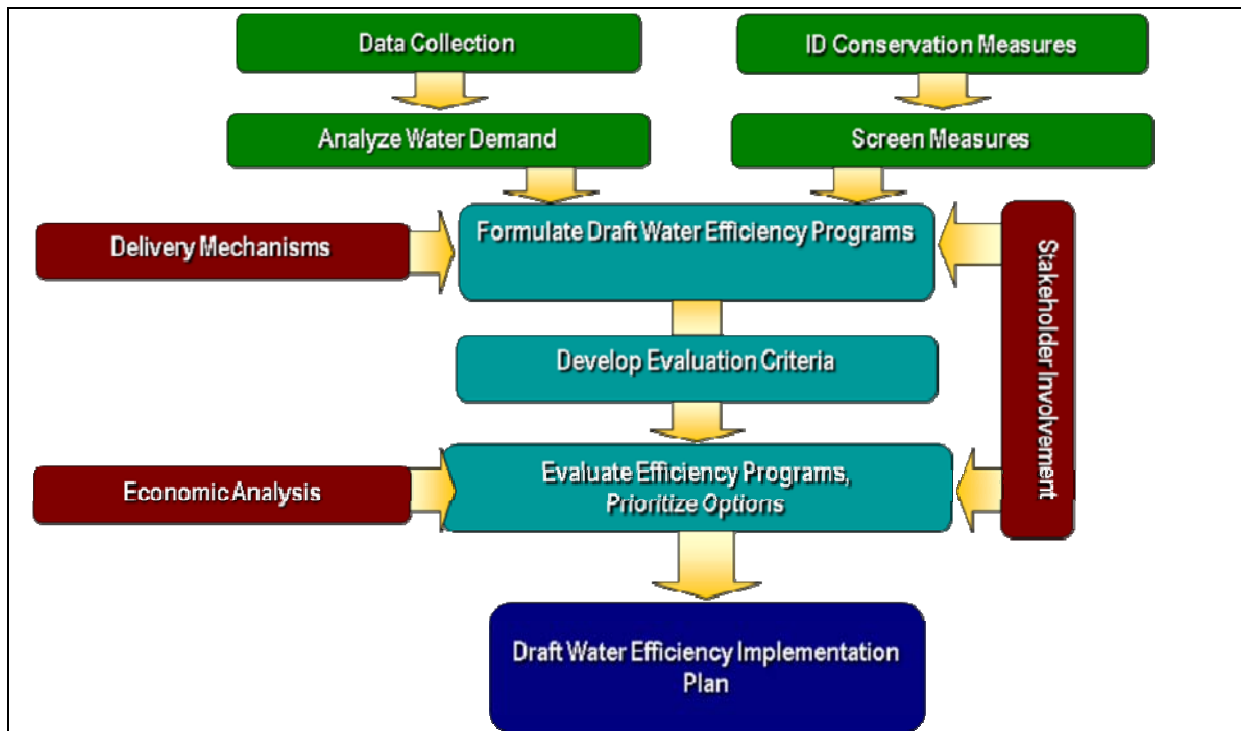 Data Collection
ID Conservation Measures
Analyze Water Demand
Screen Measures
Formulate Draft Water Efficiency Programs
Delivery Mechanisms
Stakeholder Involvement
Develop Evaluation Criteria
Evaluate Efficiency Programs,
Prioritize Options
Economic Analysis
Draft Water Efficiency Implementation
Plan